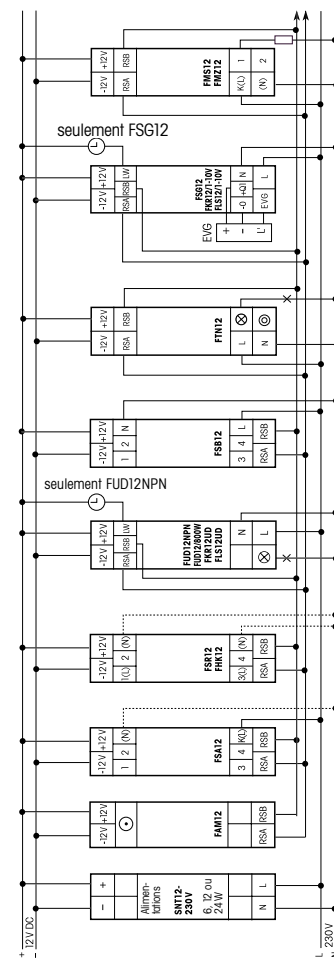 -12V +12V
RSA RSB
FMS12
FMZ12
K(L) 1
(N) 2
seulement FSG12
L
-12V +12V
RSA RSB LW
FSG12
FKR12/1-10V
FLS12/1-10V
-0 +Q1 N
EVG L
EVG
+
–
L'
-12V +12V
RSA RSB
FTN12
L
N
-12V +12V
1 2 N
FSB12
3 4 L
RSA RSB
seulement FUD12NPN
L
-12V +12V
RSA RSB LW
FUD12NPN
FUD12/800W
FKR12UD
FLS12UD
N
L
-12V +12V
1(L) 2 (N)
FSR12
FHK12
3(L) 4 (N)
RSA RSB
-12V +12V
1 2 (N)
FSA12
3 4 K(L)
RSA RSB
-12V +12V
FAM12
RSA RSB
– +
Alimen-
tations
SNT12-
230V
6, 12 ou
24W
N L
+
12V DC
–
L
230V
N